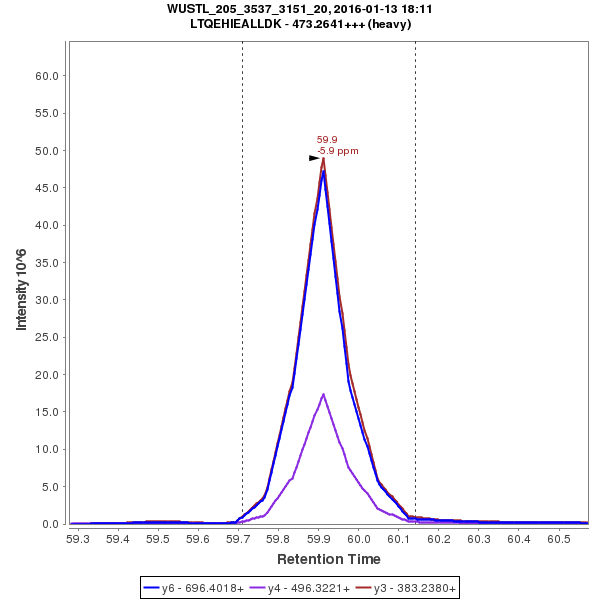 WUSTL_205_3537_3151_20, 2016-01-13 18:11
LTQEHIEALLDK - 473.2641+++ (heavy)
60.0
55.0
50.0
45.0
40.0
35.0
30.0
25.0
20.0
15.0
10.0
5.0
0.0
Intensity 10^6
59.9
-5.9 ppm
59.3 59.4 59.5 59.6 59.7 59.8 59.9 60.0 60.1 60.2 60.3 60.4 60.5
Retention Time
y6 - 696.4018+ y4 - 496.3221+ y3 - 383.2380+